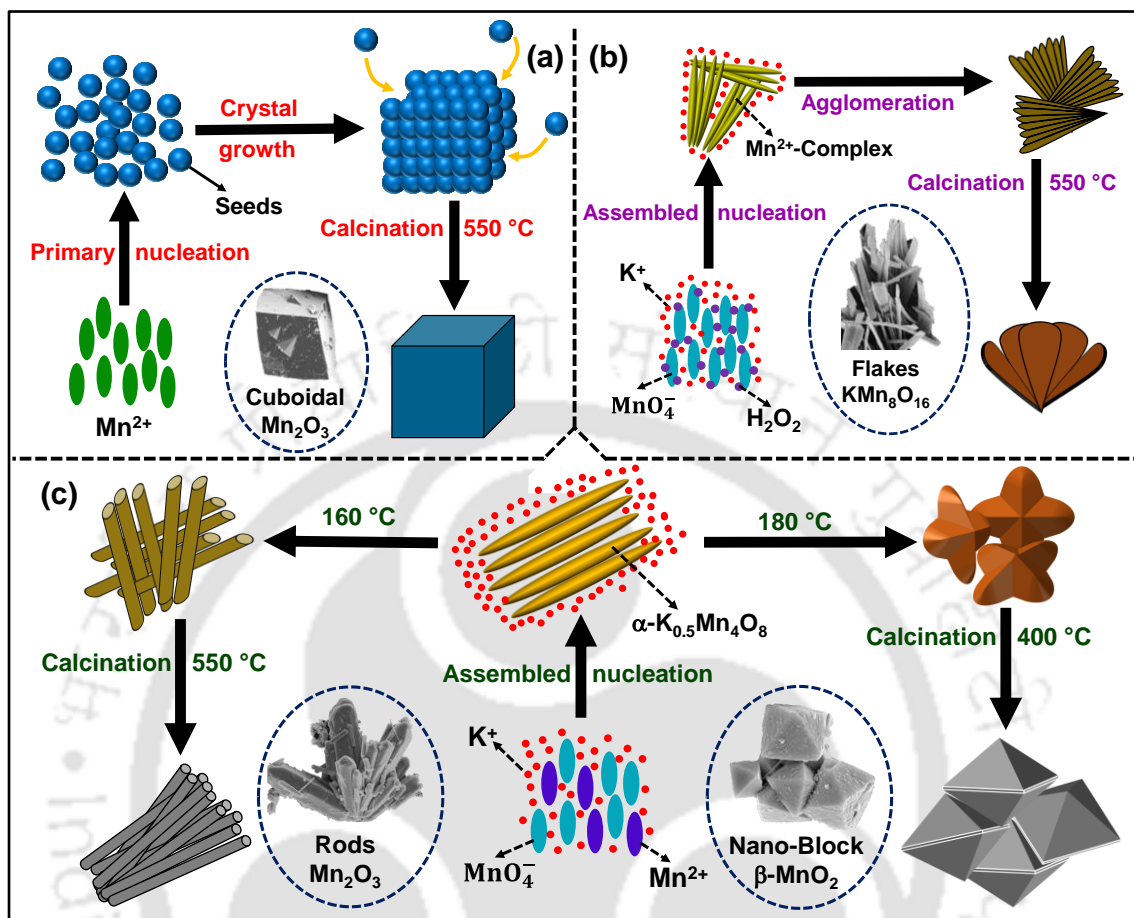 (a)
Crystal
growth
Seeds
Primary nucleation
Calcination 550 °C
Mn²⁺
Cuboidal
Mn₂O₃
(b)
Agglomeration
Mn²⁺-Complex
Assembled nucleation
Calcination 550 °C
K⁺
MnO₄⁻
H₂O₂
Flakes
KMn₈O₁₆
(c)
160 °C
180 °C
α-K₀.₅Mn₄O₈
Calcination 550 °C
Assembled nucleation
Calcination 400 °C
K⁺
MnO₄⁻
Mn²⁺
Rods
Mn₂O₃
Nano-Block
β-MnO₂